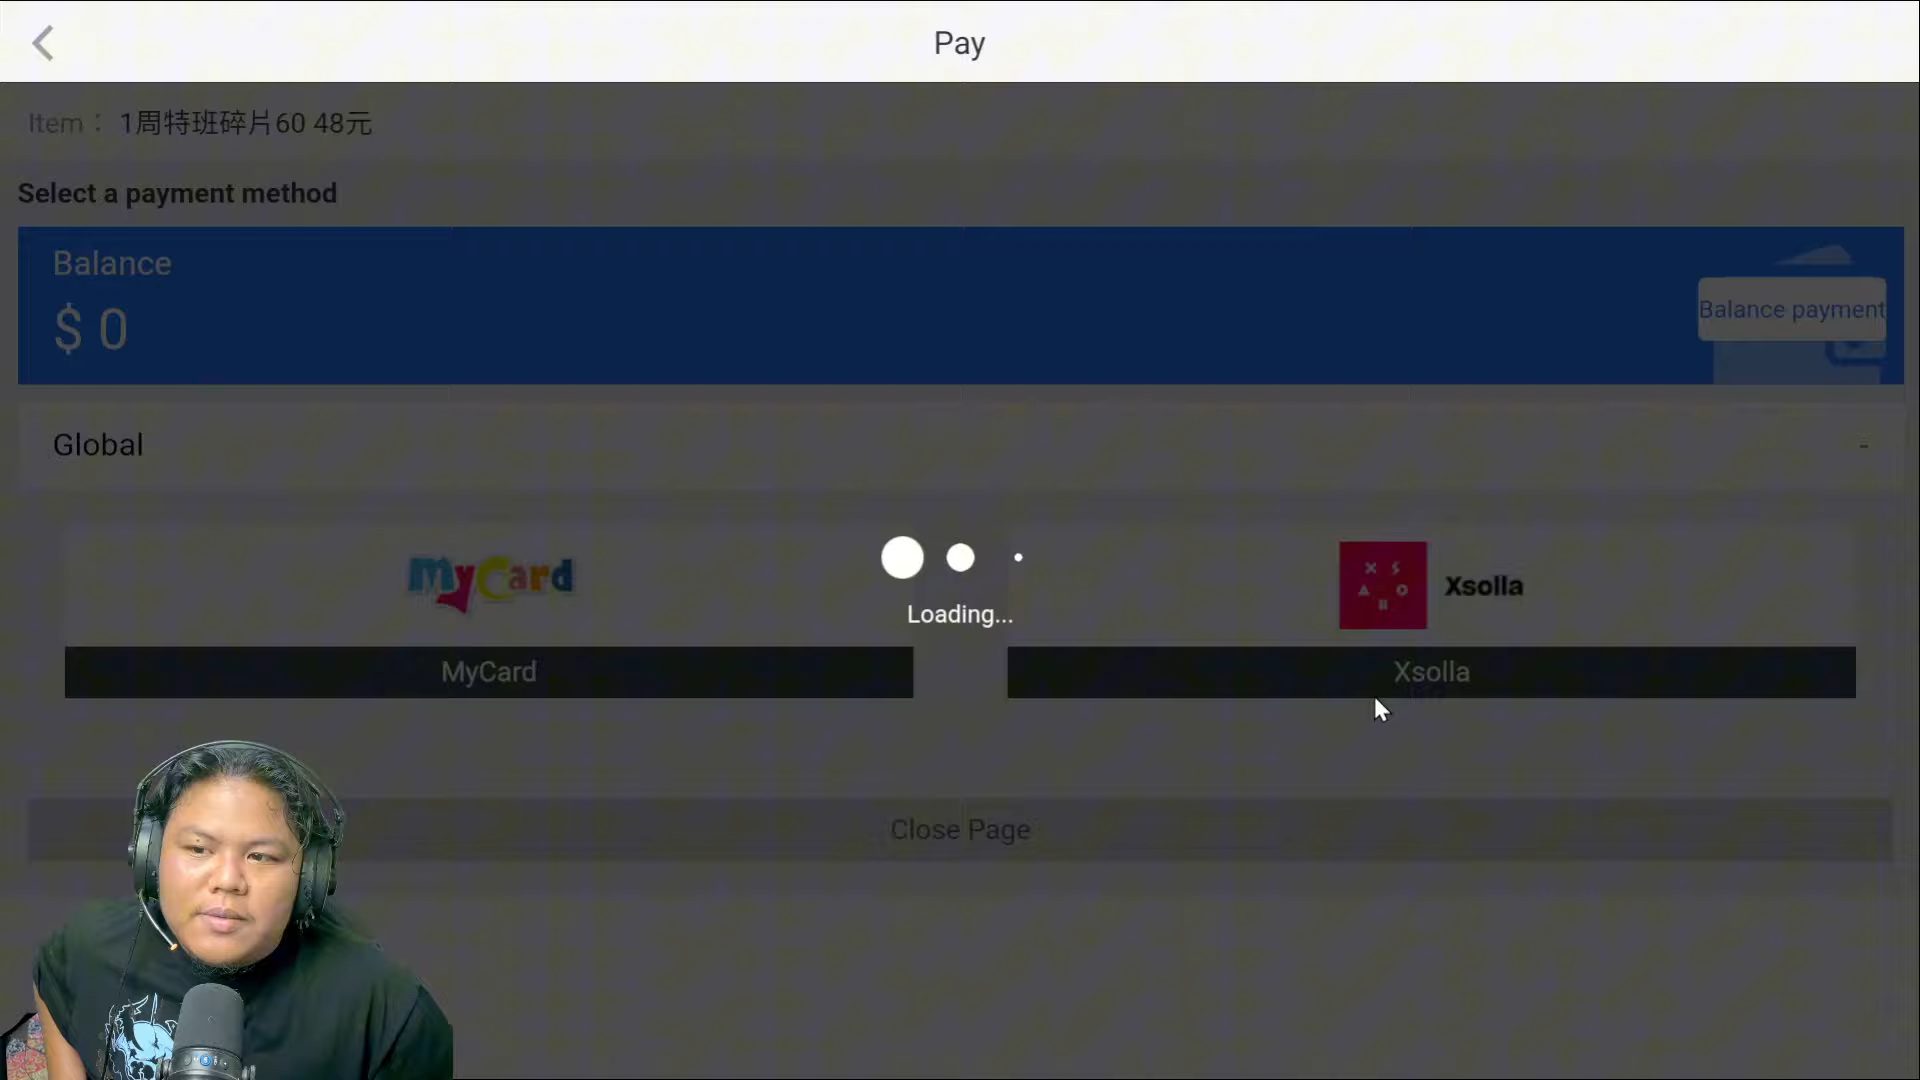 Pay
Item： 1周特班碎片60 48元
Select a payment method
Balance
$ 0
Balance payment
Global
-
MyCard
XSOLLA
Xsolla
Loading...
MyCard
Xsolla
Close Page